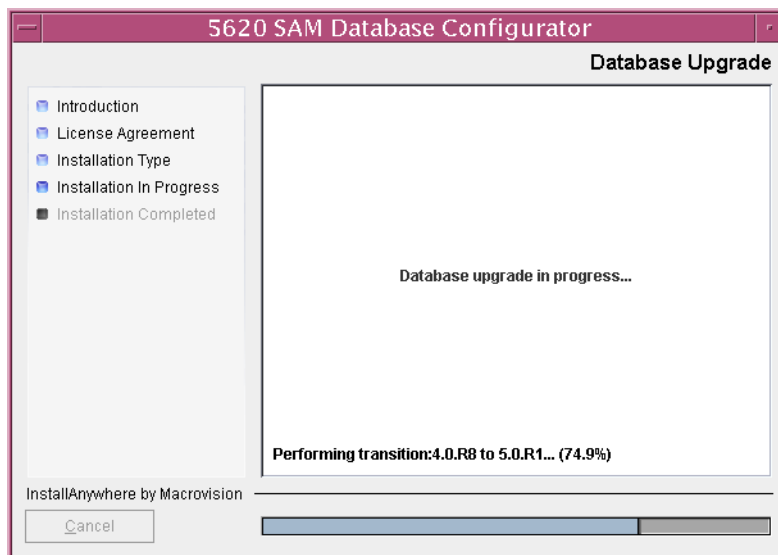 5620 SAM Database Configurator
Database Upgrade
Introduction
License Agreement
Installation Type
Installation In Progress
Installation Completed
Database upgrade in progress...
Performing transition:4.0.R8 to 5.0.R1... (74.9%)
InstallAnywhere by Macrovision
Cancel